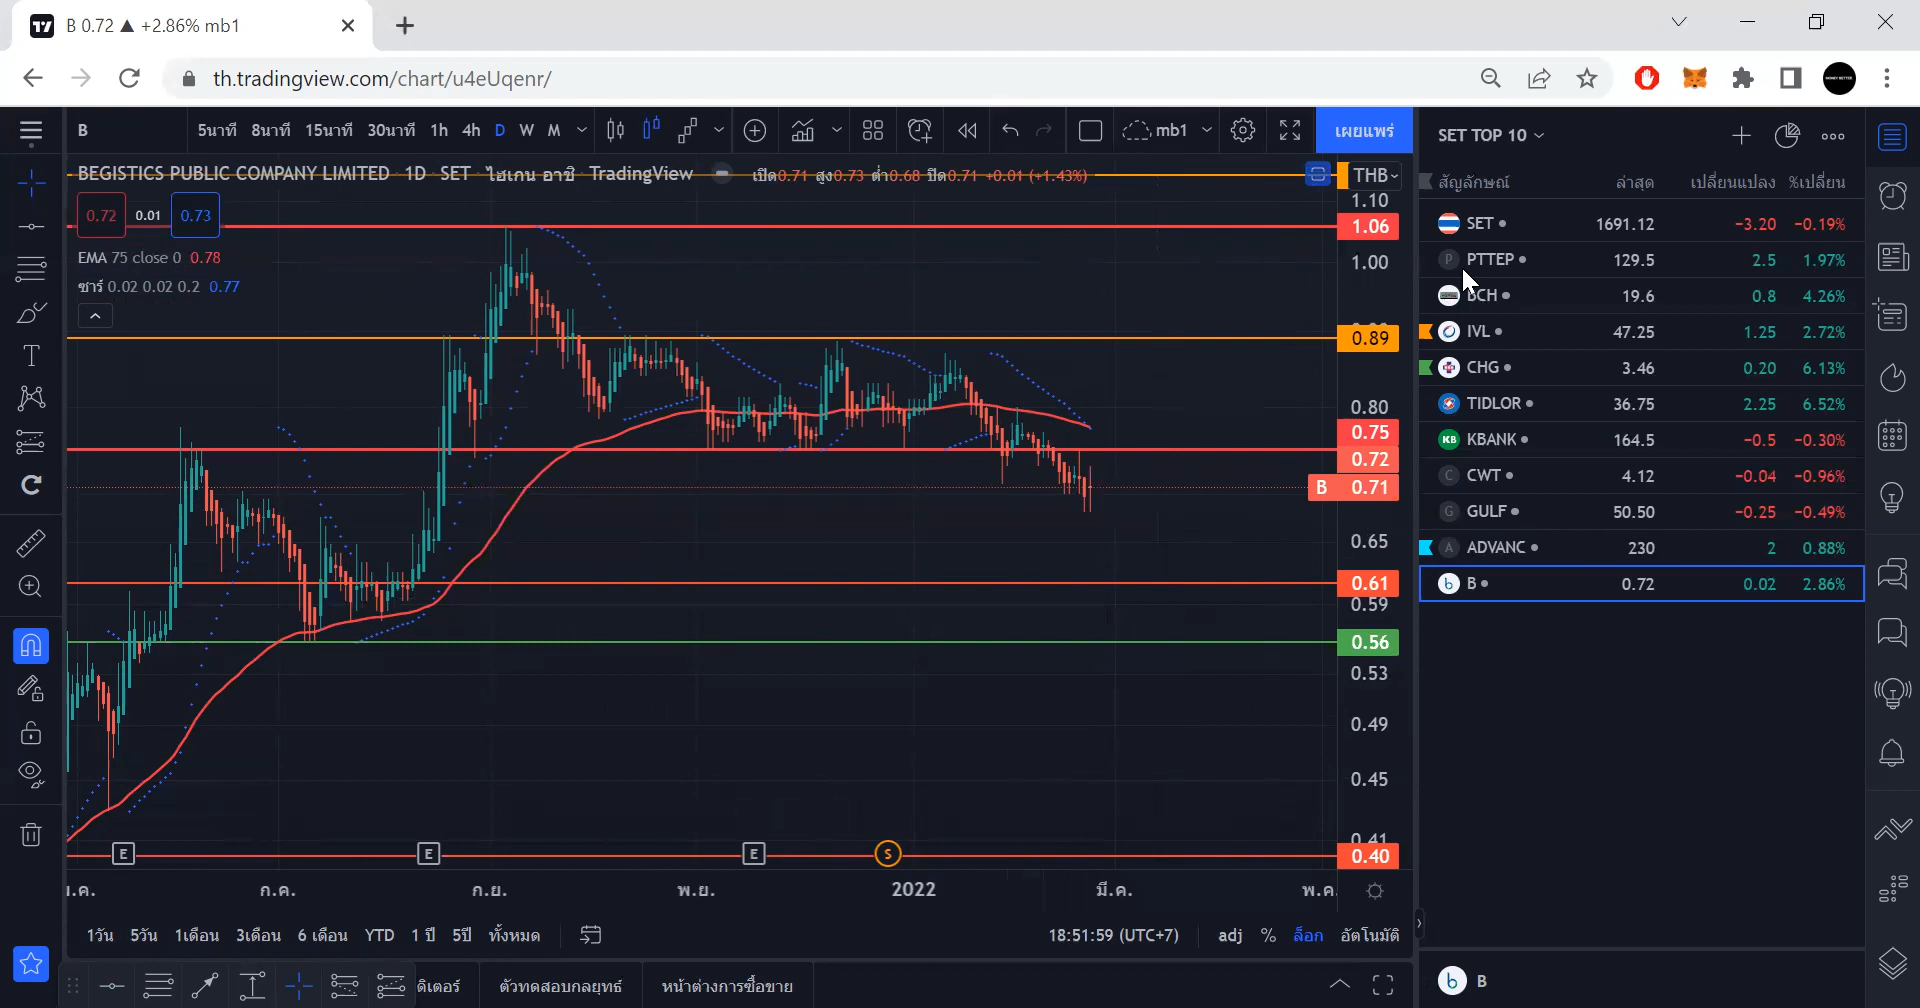 B 0.72 ▲ +2.86% mb1
th.tradingview.com/chart/u4eUqenr/
B 5นาที 8นาที 15นาที 30นาที 1h 4h D W M mb1 เผยแพร่
BEGISTICS PUBLIC COMPANY LIMITED · 1D · SET · ไฮเกน อาชิ · TradingView เปิด0.71 สูง0.73 ต่ำ0.68 ปิด0.71 +0.01 (+1.43%)
0.72 0.01 0.73
EMA 75 close 0 0.78
ซาร์ 0.02 0.02 0.2 0.77
THB
1.10
1.06
1.00
0.89
0.80
0.75
0.72
B 0.71
0.65
0.61
0.59
0.56
0.53
0.49
0.45
0.41
0.40
E E E S
ก.ค. ก.ย. พ.ย. 2022 มี.ค. พ.ค.
1วัน 5วัน 1เดือน 3เดือน 6 เดือน YTD 1 ปี 5ปี ทั้งหมด 18:51:59 (UTC+7) adj % ล็อก อัตโนมัติ
ดิเตอร์ ตัวทดสอบกลยุทธ์ หน้าต่างการซื้อขาย
SET TOP 10
สัญลักษณ์ ล่าสุด เปลี่ยนแปลง %เปลี่ยน
SET 1691.12 −3.20 −0.19%
P PTTEP 129.5 2.5 1.97%
BCH 19.6 0.8 4.26%
IVL 47.25 1.25 2.72%
CHG 3.46 0.20 6.13%
TIDLOR 36.75 2.25 6.52%
KB KBANK 164.5 −0.5 −0.30%
C CWT 4.12 −0.04 −0.96%
G GULF 50.50 −0.25 −0.49%
A ADVANC 230 2 0.88%
b B 0.72 0.02 2.86%
b B